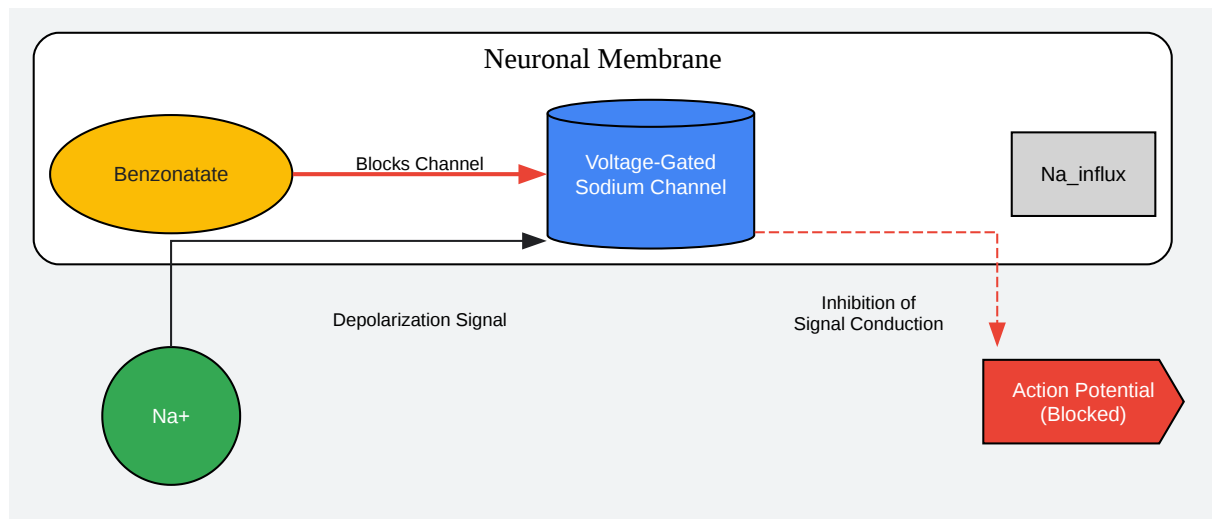 Neuronal Membrane
Benzonatate
Blocks Channel
Voltage-Gated
Sodium Channel
Na_influx
Depolarization Signal
Inhibition of
Signal Conduction
Na+
Action Potential
(Blocked)